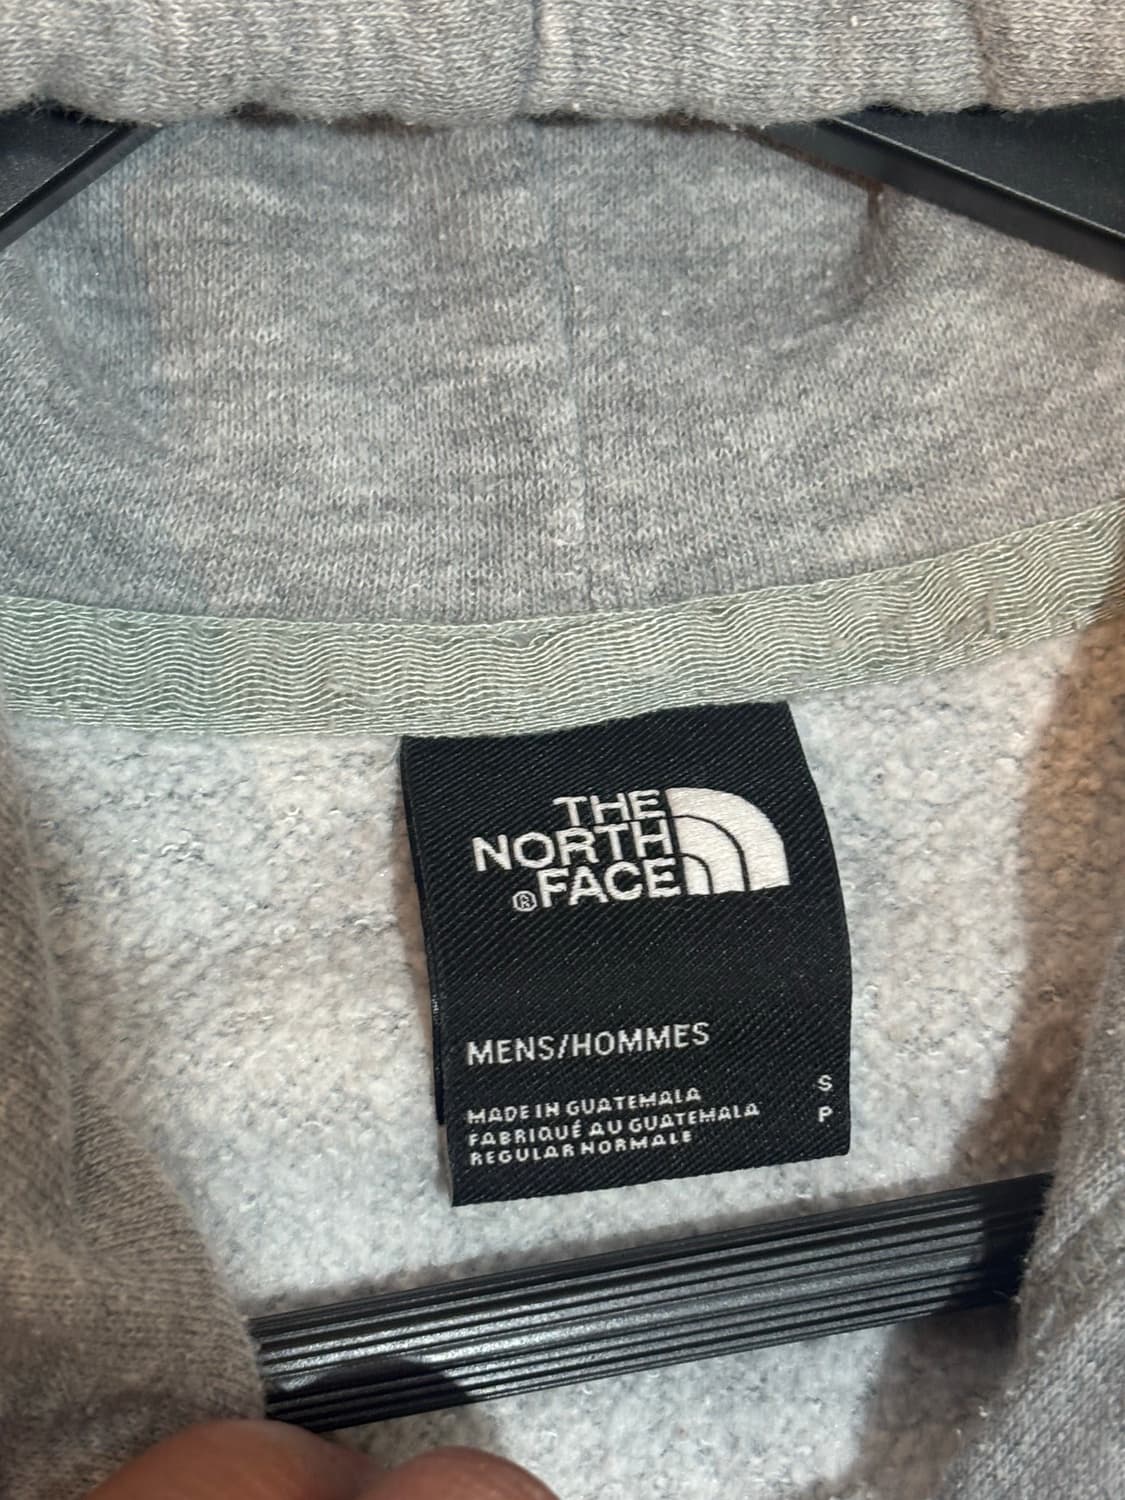 THE
NORTH
®FACE
MENS/HOMMES
MADE IN GUATEMALA
FABRIQUÉ AU GUATEMALA
REGULAR NORMALE
S
P